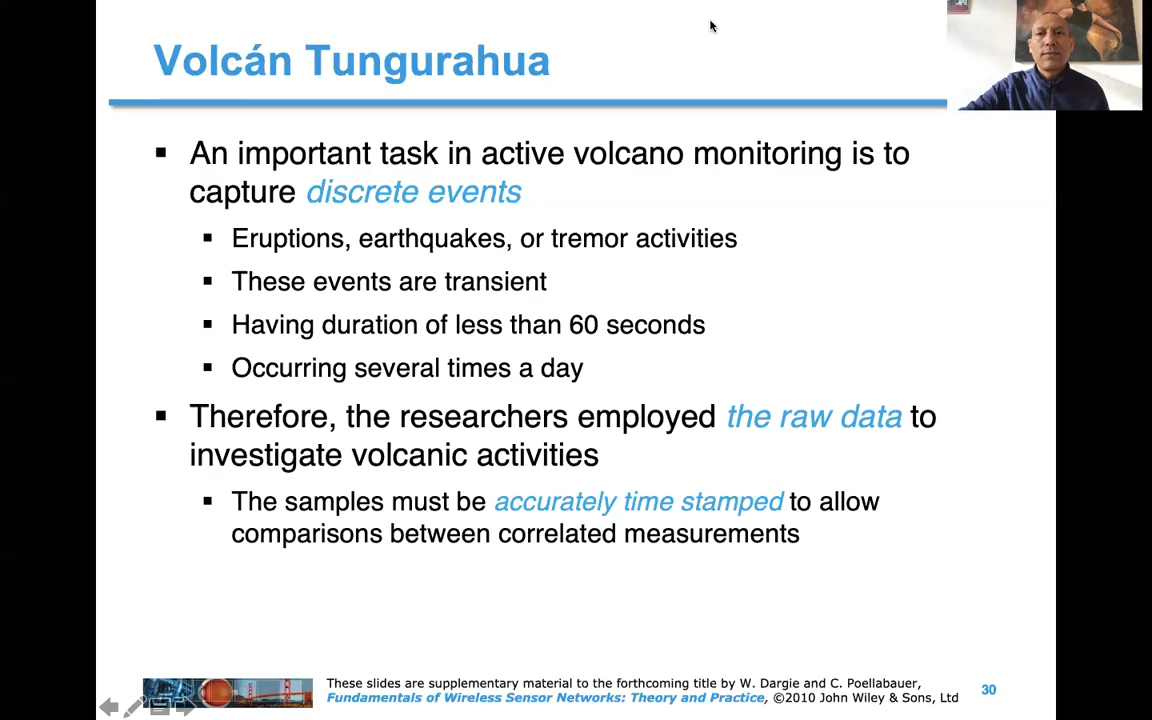 Volcán Tungurahua
▪ An important task in active volcano monitoring is to
capture discrete events
▪ Eruptions, earthquakes, or tremor activities
▪ These events are transient
▪ Having duration of less than 60 seconds
▪ Occurring several times a day
▪ Therefore, the researchers employed the raw data to
investigate volcanic activities
▪ The samples must be accurately time stamped to allow
comparisons between correlated measurements
These slides are supplementary material to the forthcoming title by W. Dargie and C. Poellabauer,
Fundamentals of Wireless Sensor Networks: Theory and Practice, ©2010 John Wiley & Sons, Ltd
30